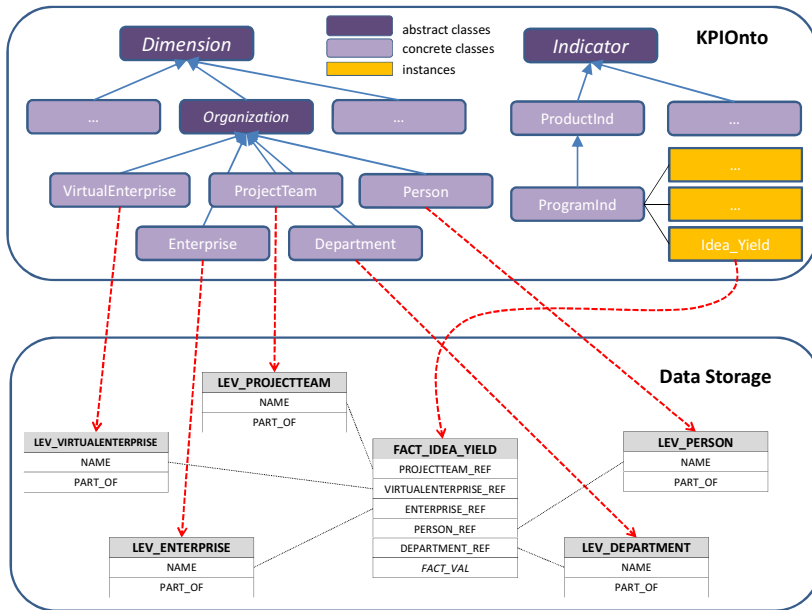 Dimension
abstract classes
concrete classes
instances
Indicator
KPIOnto
...
Organization
...
ProductInd
...
VirtualEnterprise
ProjectTeam
Person
ProgramInd
...
...
Enterprise
Department
Idea_Yield
Data Storage
LEV_PROJECTTEAM
NAME
PART_OF
LEV_VIRTUALENTERPRISE
NAME
PART_OF
FACT_IDEA_YIELD
PROJECTTEAM_REF
VIRTUALENTERPRISE_REF
ENTERPRISE_REF
PERSON_REF
DEPARTMENT_REF
FACT_VAL
LEV_PERSON
NAME
PART_OF
LEV_ENTERPRISE
NAME
PART_OF
LEV_DEPARTMENT
NAME
PART_OF